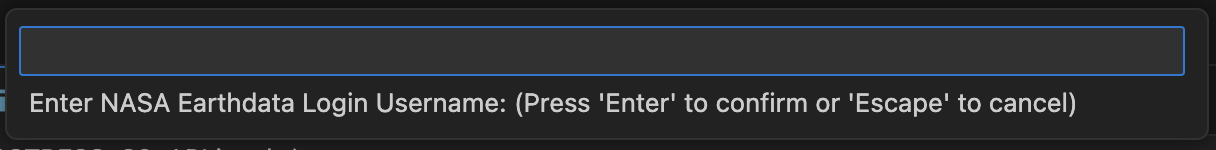 Enter NASA Earthdata Login Username: (Press 'Enter' to confirm or 'Escape' to cancel)